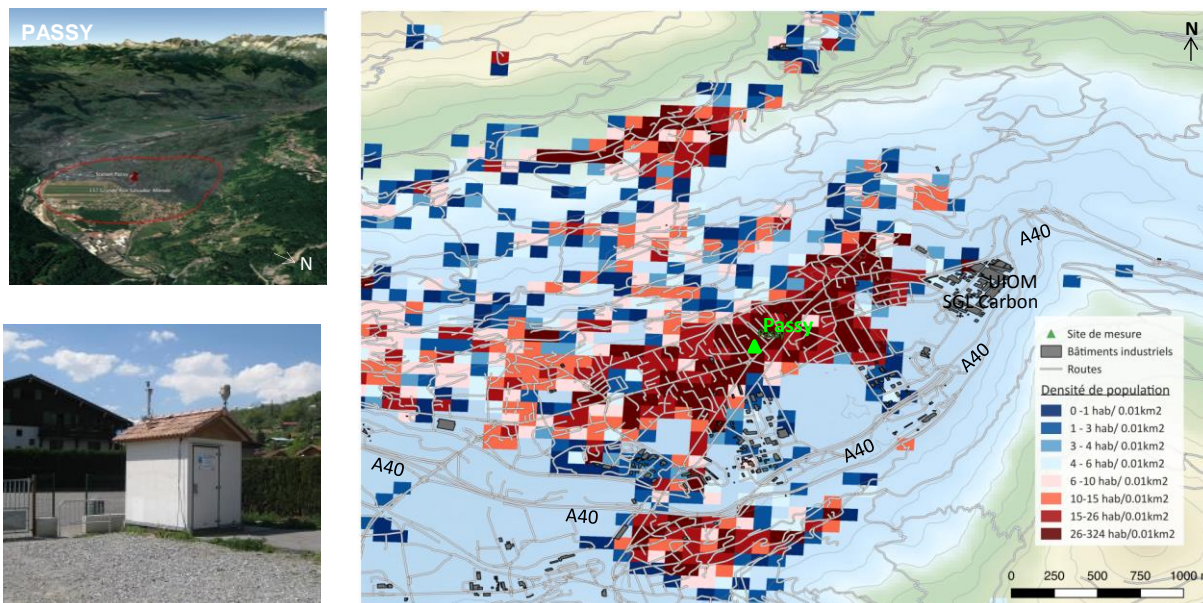 PASSY
Station Passy
N
N
A40
UIOM
SGL Carbon
Passy
A40
A40
A40
A40
Site de mesure
Bâtiments industriels
Routes
Densité de population
0 -1 hab/ 0.01km2
1 - 3 hab/ 0.01km2
3 - 4 hab/ 0.01km2
4 - 6 hab/ 0.01km2
6 -10 hab/ 0.01km2
10-15 hab/0.01km2
15-26 hab/0.01km2
26-324 hab/0.01km2
0 250 500 750 1000